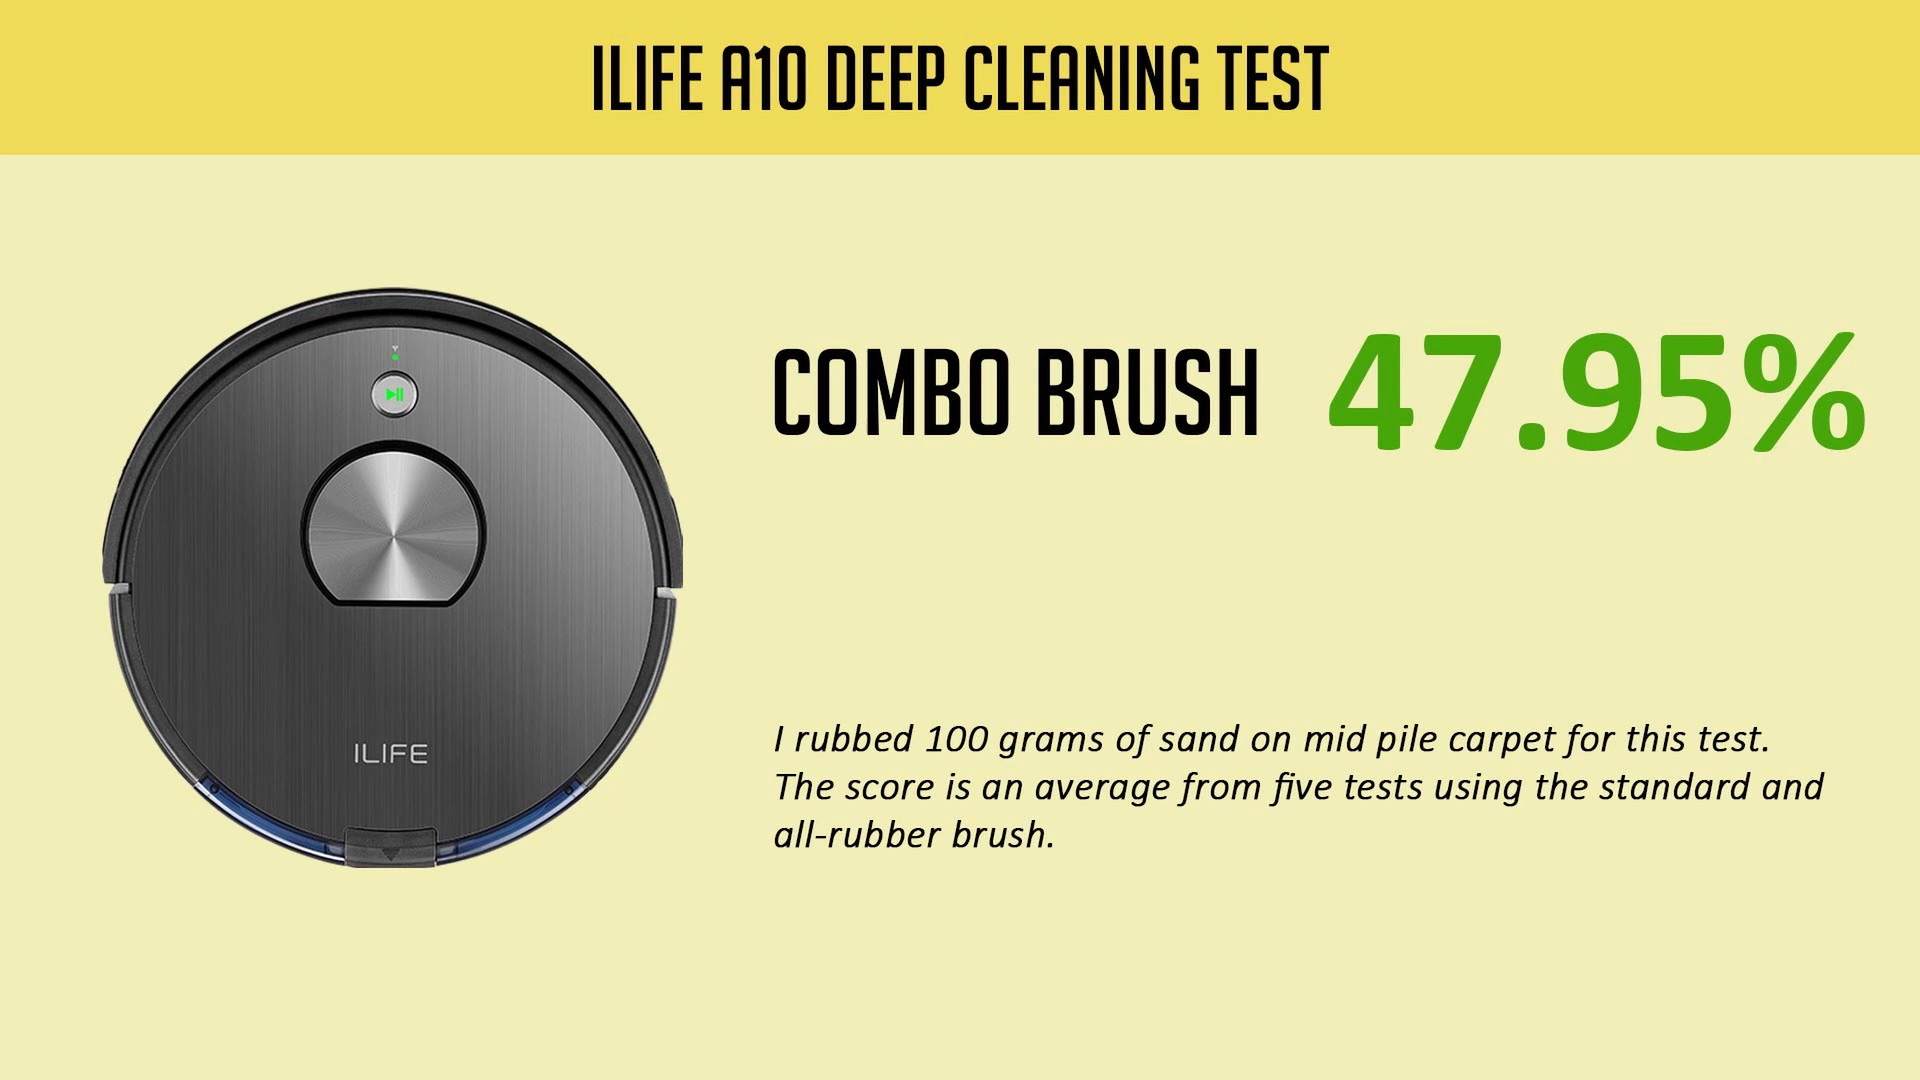 ILIFE A10 DEEP CLEANING TEST
COMBO BRUSH 47.95%
ILIFE
I rubbed 100 grams of sand on mid pile carpet for this test.
The score is an average from five tests using the standard and
all-rubber brush.